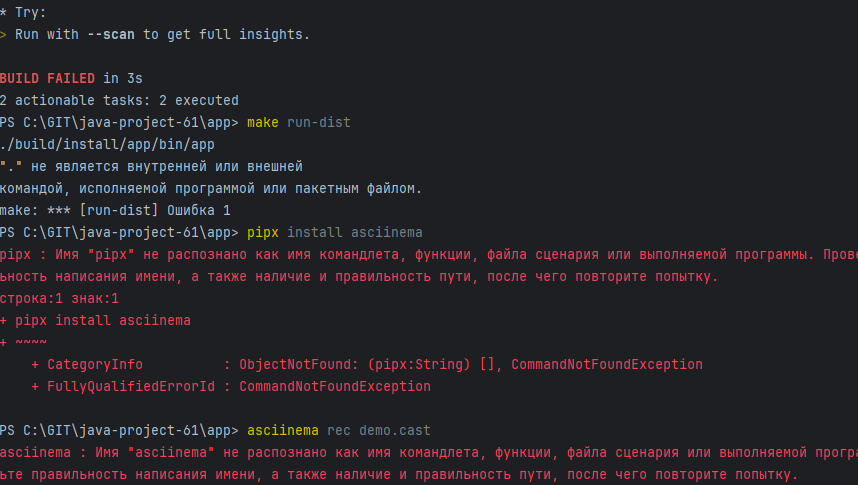 * Try:
> Run with --scan to get full insights.
BUILD FAILED in 3s
2 actionable tasks: 2 executed
PS C:\GIT\java-project-61\app> make run-dist
./build/install/app/bin/app
"." не является внутренней или внешней
командой, исполняемой программой или пакетным файлом.
make: *** [run-dist] Ошибка 1
PS C:\GIT\java-project-61\app> pipx install asciinema
pipx : Имя "pipx" не распознано как имя командлета, функции, файла сценария или выполняемой программы. Прове
ьность написания имени, а также наличие и правильность пути, после чего повторите попытку.
строка:1 знак:1
+ pipx install asciinema
+ ~~~~
+ CategoryInfo : ObjectNotFound: (pipx:String) [], CommandNotFoundException
+ FullyQualifiedErrorId : CommandNotFoundException
PS C:\GIT\java-project-61\app> asciinema rec demo.cast
asciinema : Имя "asciinema" не распознано как имя командлета, функции, файла сценария или выполняемой програ
ьте правильность написания имени, а также наличие и правильность пути, после чего повторите попытку.